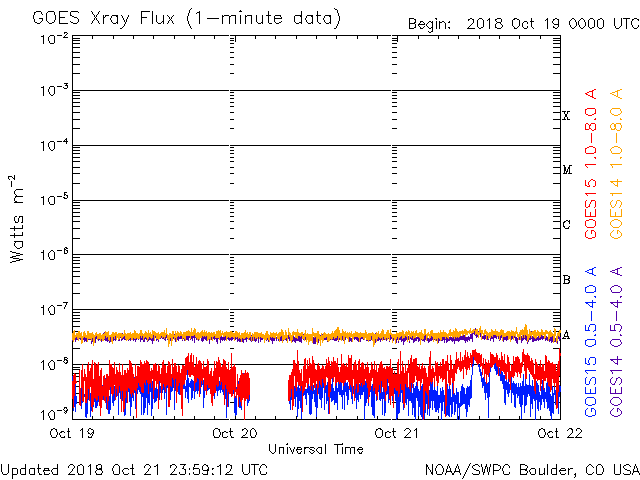 GOES Xray Flux (1-minute data)
Begin: 2018 Oct 19 0000 UTC
10-2
10-3
10-4
10-5
10-6
10-7
10-8
10-9
Watts m-2
X
M
C
B
A
GOES15 1.0-8.0 A
GOES14 1.0-8.0 A
GOES15 0.5-4.0 A
GOES14 0.5-4.0 A
Oct 19
Oct 20
Oct 21
Oct 22
Universal Time
Updated 2018 Oct 21 23:59:12 UTC
NOAA/SWPC Boulder, CO USA